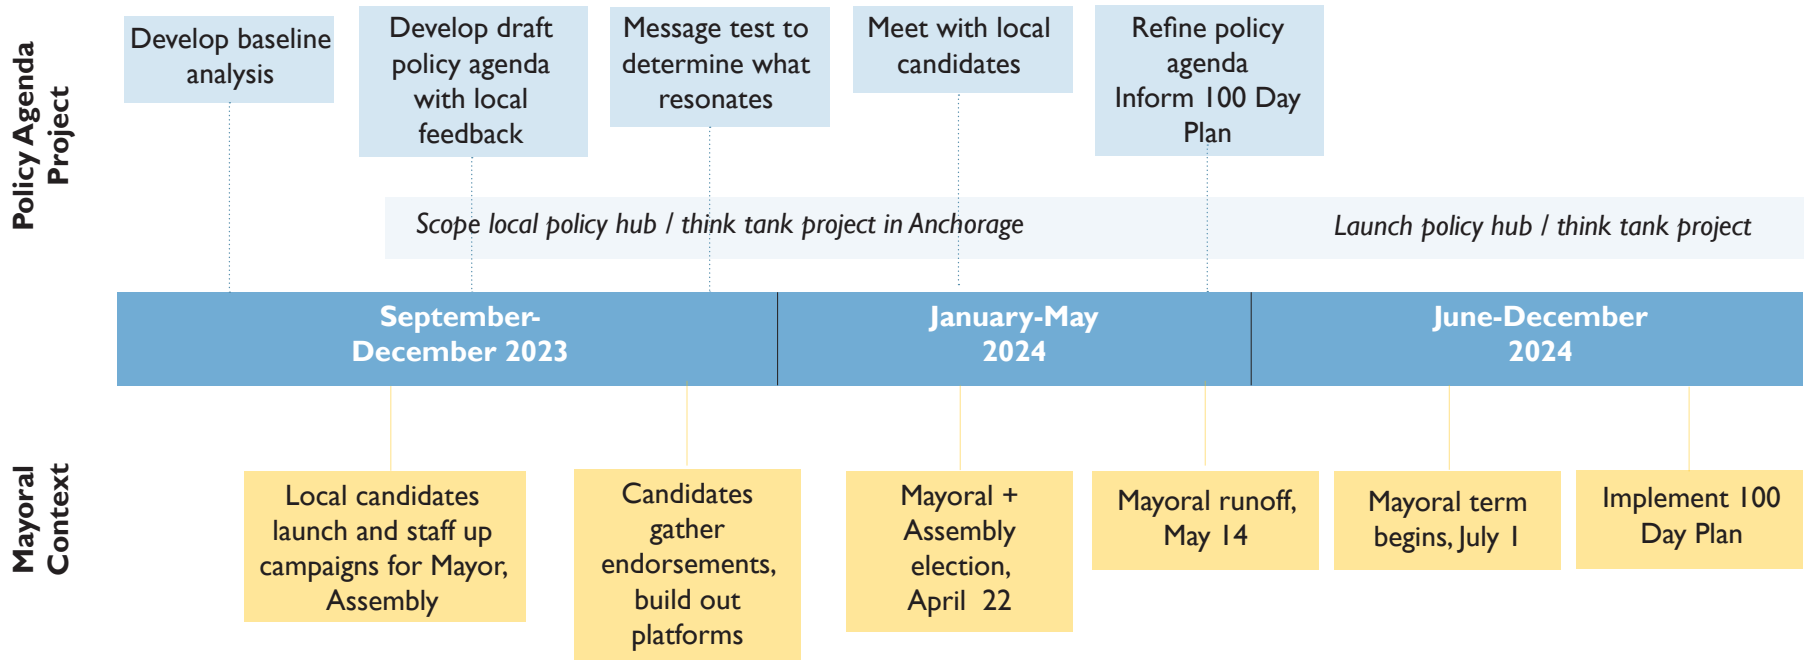 Policy Agenda
Project
Develop baseline
analysis
Develop draft
policy agenda
with local
feedback
Message test to
determine what
resonates
Meet with local
candidates
Refine policy
agenda
Inform 100 Day
Plan
Scope local policy hub / think tank project in Anchorage
Launch policy hub / think tank project
September-
December 2023
January-May
2024
June-December
2024
Mayoral
Context
Local candidates
launch and staff up
campaigns for Mayor,
Assembly
Candidates
gather
endorsements,
build out
platforms
Mayoral +
Assembly
election,
April 22
Mayoral runoff,
May 14
Mayoral term
begins, July 1
Implement 100
Day Plan